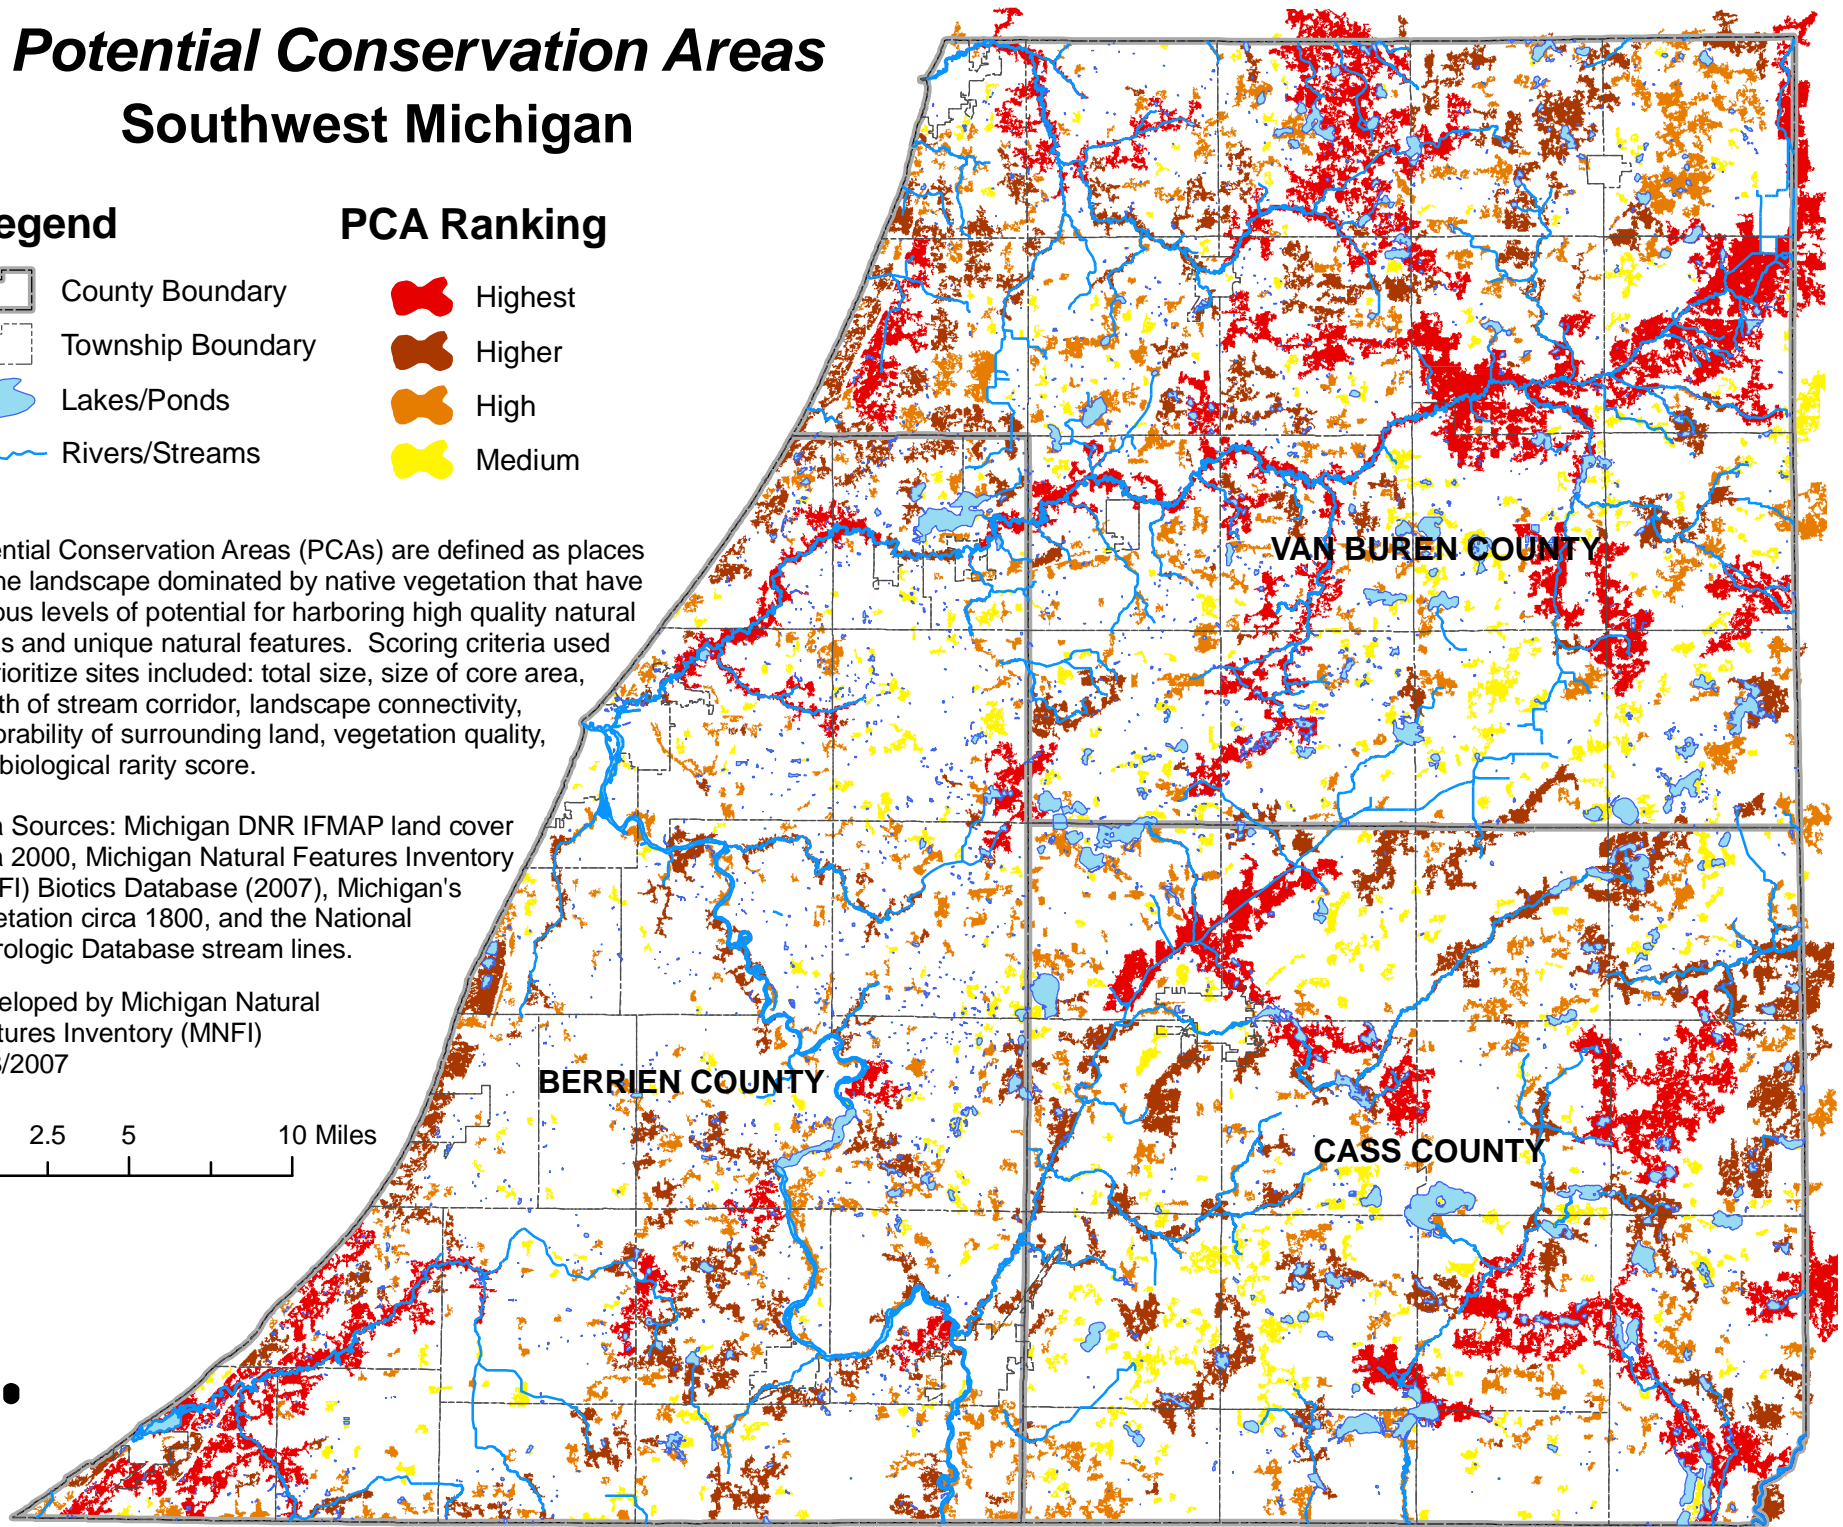 Potential Conservation Areas
Southwest Michigan
egend
County Boundary
Township Boundary
Lakes/Ponds
Rivers/Streams
PCA Ranking
Highest
Higher
High
Medium
ential Conservation Areas (PCAs) are defined as places
he landscape dominated by native vegetation that have
ous levels of potential for harboring high quality natural
s and unique natural features.  Scoring criteria used
rioritize sites included: total size, size of core area,
th of stream corridor, landscape connectivity,
orability of surrounding land, vegetation quality,
biological rarity score.
a Sources: Michigan DNR IFMAP land cover
a 2000, Michigan Natural Features Inventory
FI) Biotics Database (2007), Michigan's
etation circa 1800, and the National
rologic Database stream lines.
veloped by Michigan Natural
tures Inventory (MNFI)
/2007
2.5 5 10 Miles
VAN BUREN COUNTY
BERRIEN COUNTY
CASS COUNTY